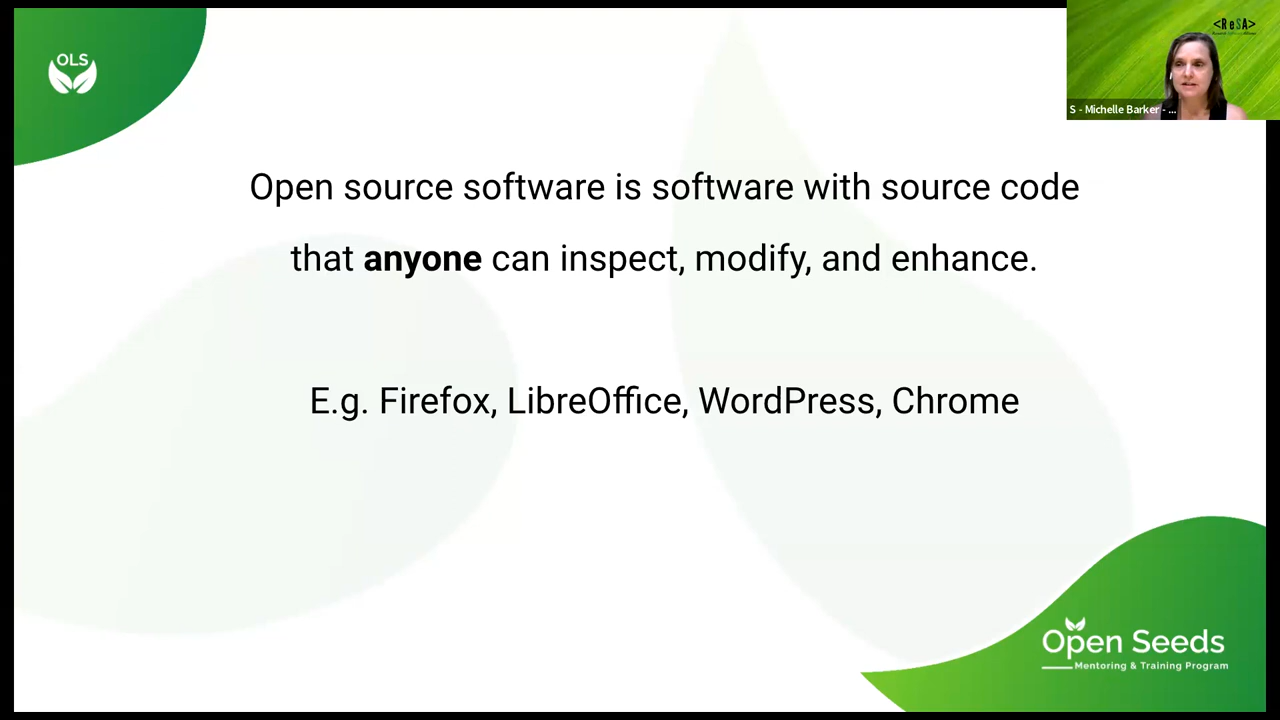 OLS
<ReSA>
S - Michelle Barker - ...
Open source software is software with source code
that anyone can inspect, modify, and enhance.
E.g. Firefox, LibreOffice, WordPress, Chrome
Open Seeds
Mentoring & Training Program